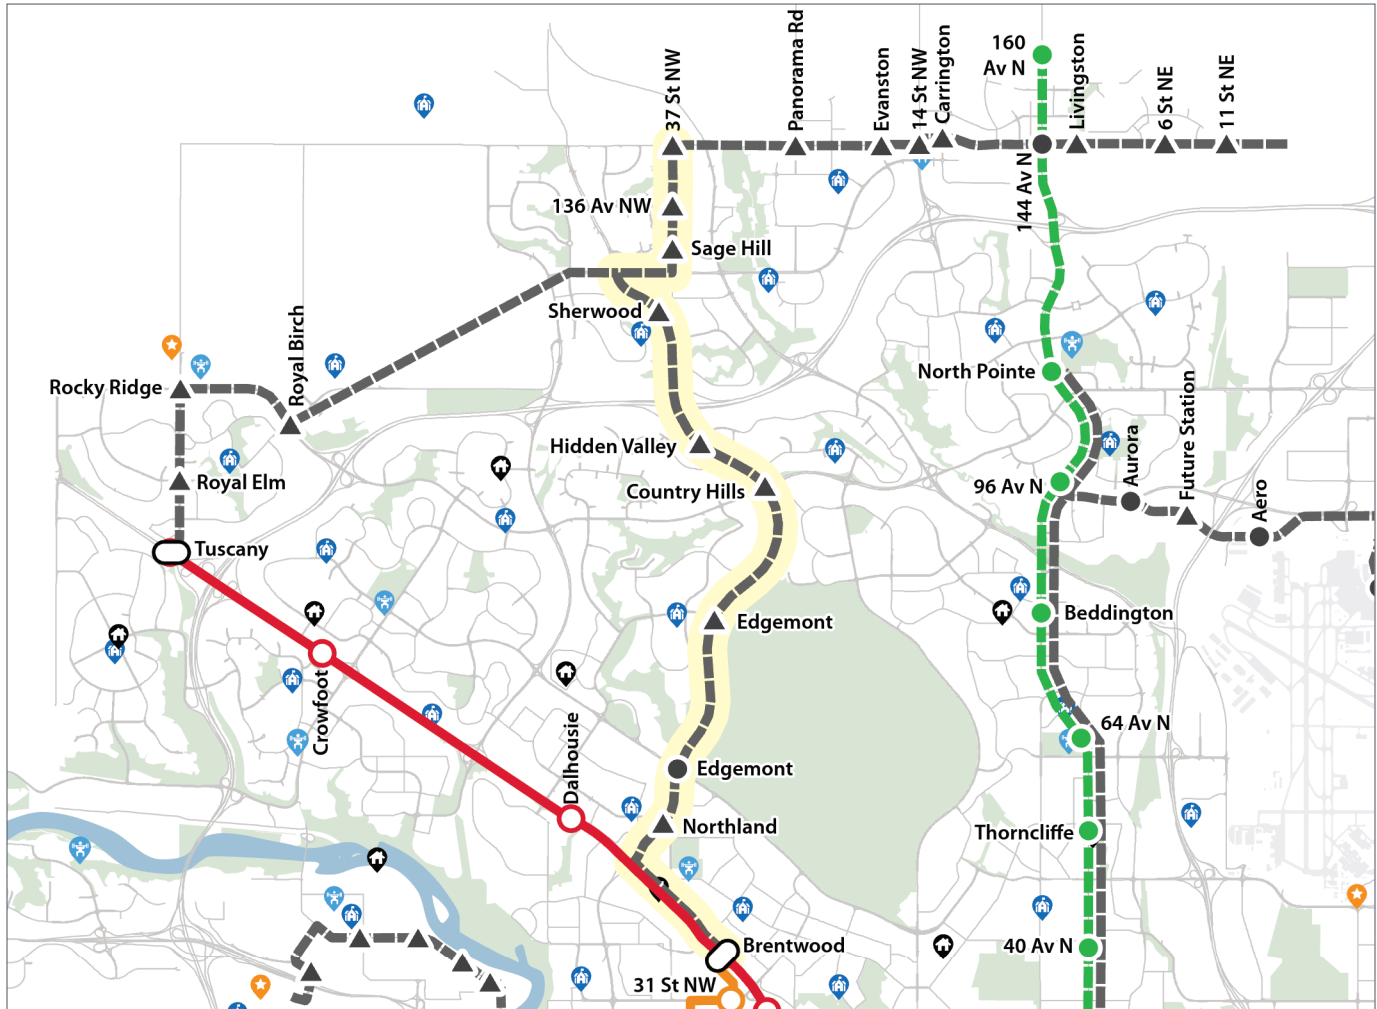 160
Av N
37 St NW
Panorama Rd
Evanston
14 St NW
Carrington
Livingston
6 St NE
11 St NE
144 Av N
136 Av NW
Sage Hill
Sherwood
Royal Birch
Rocky Ridge
North Pointe
Hidden Valley
Royal Elm
Country Hills
96 Av N
Aurora
Future Station
Aero
Tuscany
Beddington
Edgemont
Crowfoot
Dalhousie
64 Av N
Edgemont
Northland
Thorncliffe
Brentwood
40 Av N
31 St NW